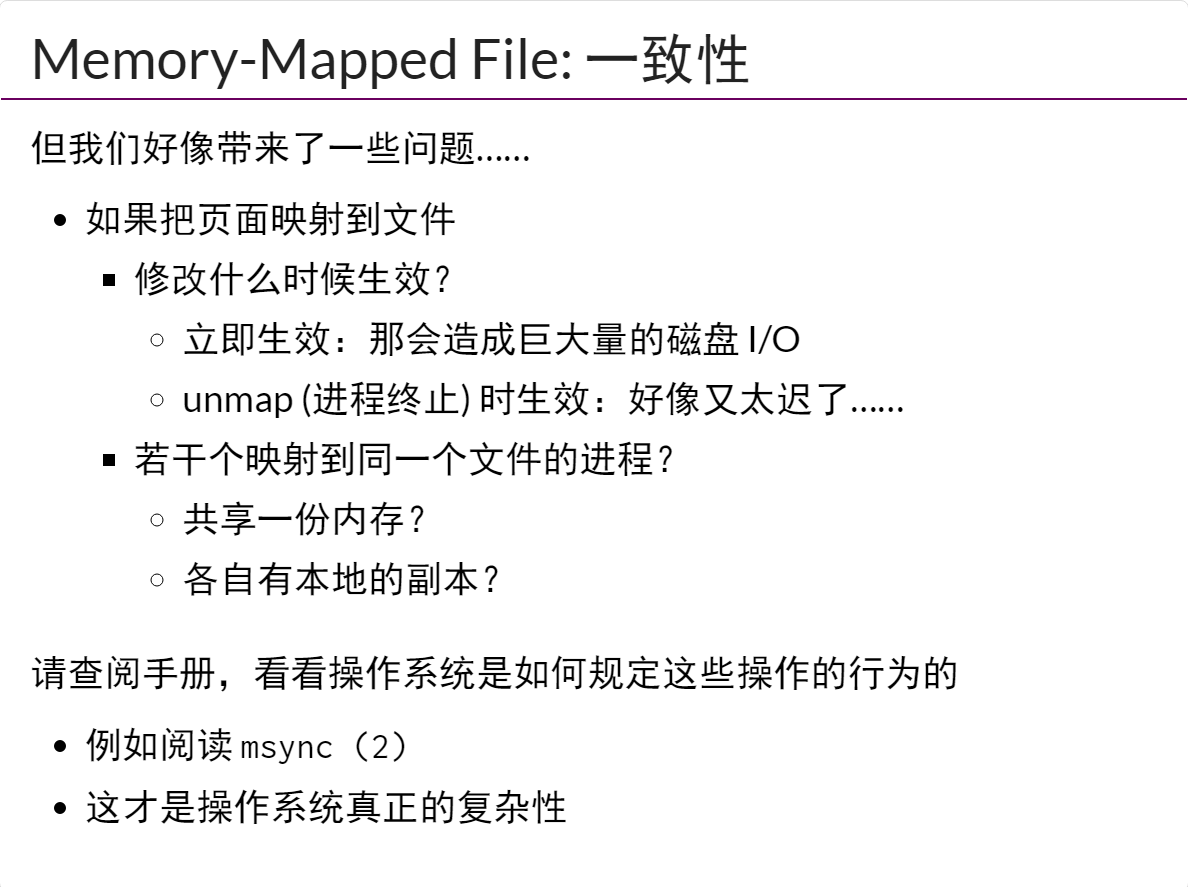 Memory-Mapped File: 一致性
但我们好像带来了一些问题……
如果把页面映射到文件
修改什么时候生效？
立即生效：那会造成巨大量的磁盘 I/O
unmap (进程终止) 时生效：好像又太迟了……
若干个映射到同一个文件的进程？
共享一份内存？
各自有本地的副本？
请查阅手册，看看操作系统是如何规定这些操作的行为的
例如阅读 msync（2）
这才是操作系统真正的复杂性